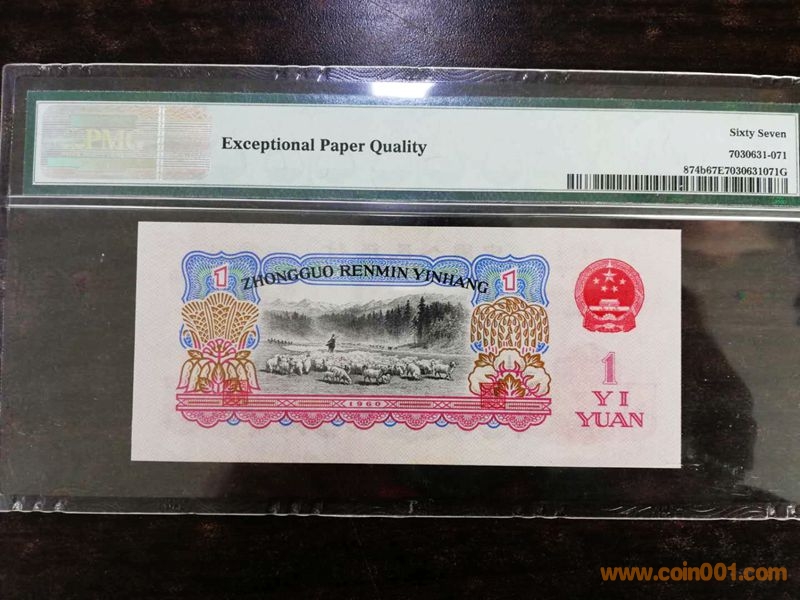 PMG
Exceptional Paper Quality
Sixty Seven
7030631-071
874b67E7030631071G
1
ZHONGGUO RENMIN YINHANG
1
1960
1
YI
YUAN
www.coin001.com